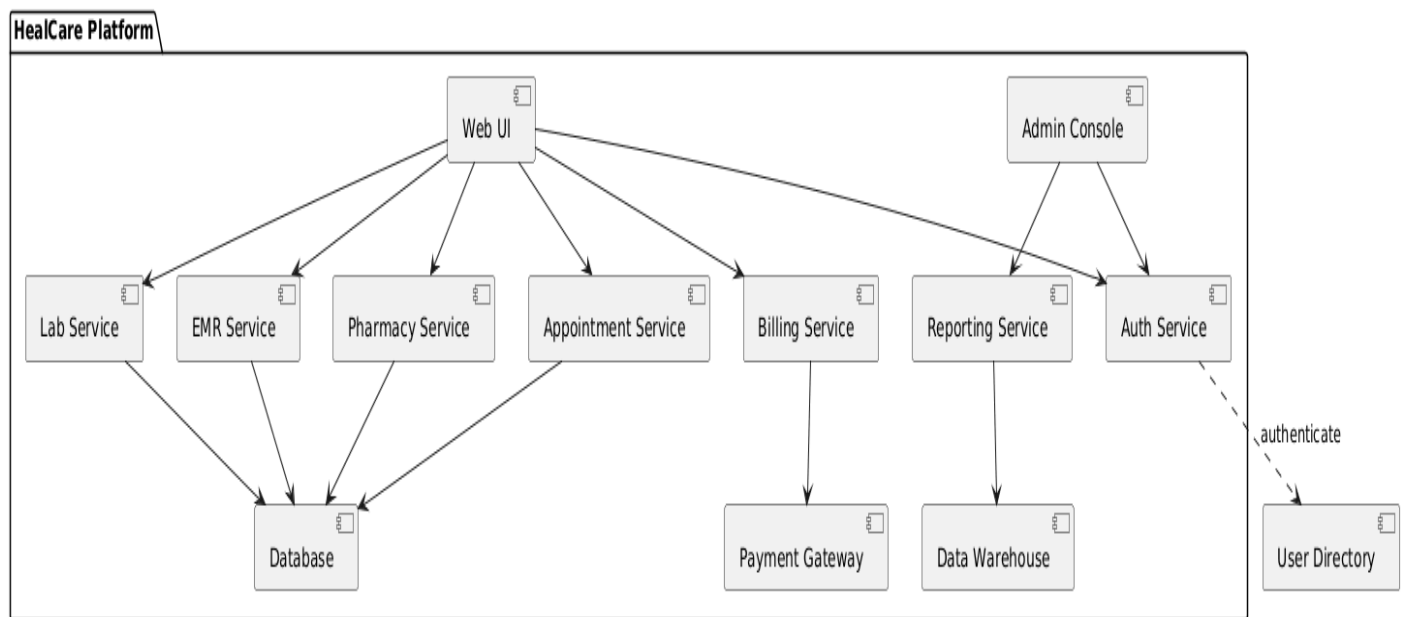 HealCare Platform
Web UI
Admin Console
Lab Service
EMR Service
Pharmacy Service
Appointment Service
Billing Service
Reporting Service
Auth Service
authenticate
Database
Payment Gateway
Data Warehouse
User Directory